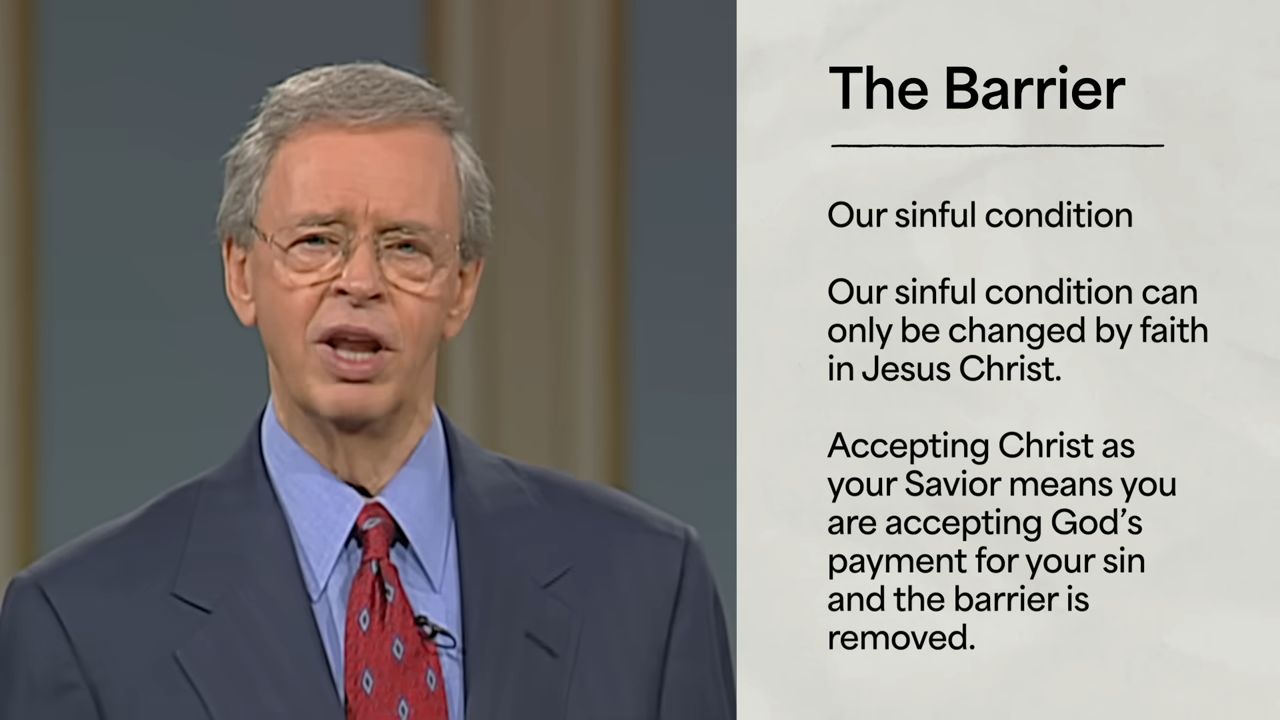 The Barrier
Our sinful condition
Our sinful condition can
only be changed by faith
in Jesus Christ.
Accepting Christ as
your Savior means you
are accepting God’s
payment for your sin
and the barrier is
removed.